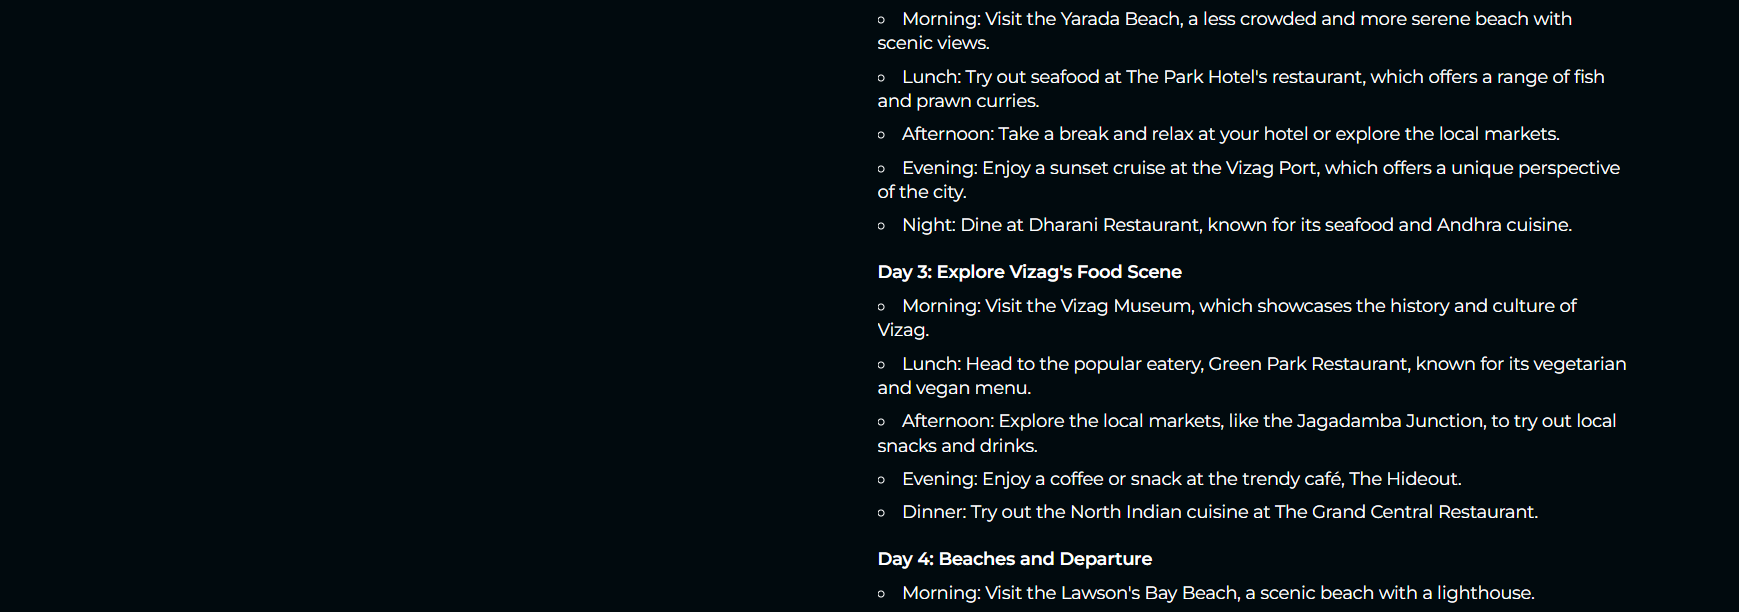 ○ Morning: Visit the Yarada Beach, a less crowded and more serene beach with
scenic views.
○ Lunch: Try out seafood at The Park Hotel's restaurant, which offers a range of fish
and prawn curries.
○ Afternoon: Take a break and relax at your hotel or explore the local markets.
○ Evening: Enjoy a sunset cruise at the Vizag Port, which offers a unique perspective
of the city.
○ Night: Dine at Dharani Restaurant, known for its seafood and Andhra cuisine.
Day 3: Explore Vizag's Food Scene
○ Morning: Visit the Vizag Museum, which showcases the history and culture of
Vizag.
○ Lunch: Head to the popular eatery, Green Park Restaurant, known for its vegetarian
and vegan menu.
○ Afternoon: Explore the local markets, like the Jagadamba Junction, to try out local
snacks and drinks.
○ Evening: Enjoy a coffee or snack at the trendy café, The Hideout.
○ Dinner: Try out the North Indian cuisine at The Grand Central Restaurant.
Day 4: Beaches and Departure
○ Morning: Visit the Lawson's Bay Beach, a scenic beach with a lighthouse.